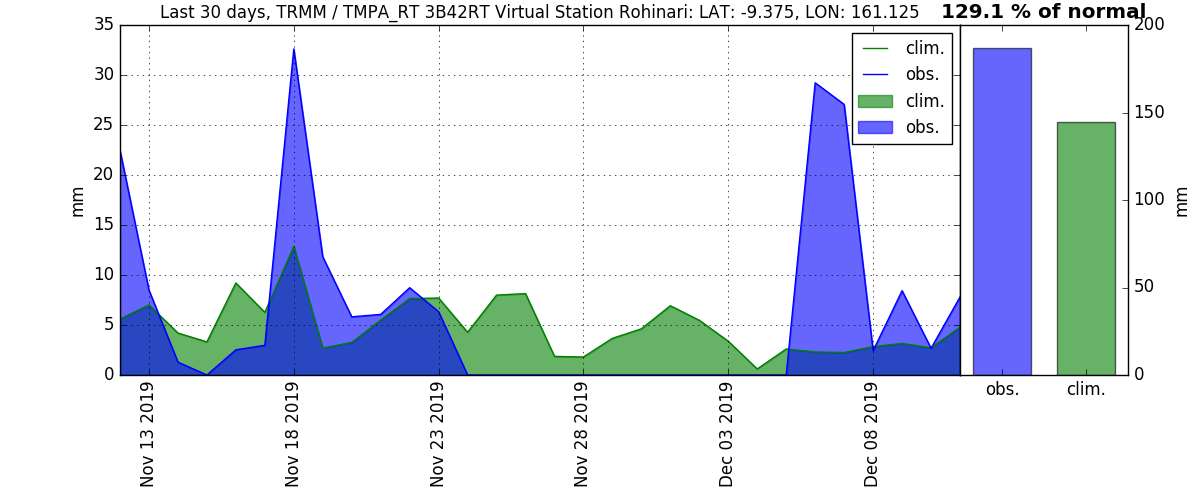 Last 30 days, TRMM / TMPA_RT 3B42RT Virtual Station Rohinari: LAT: -9.375, LON: 161.125
129.1 % of normal
35
30
25
20
15
10
5
0
mm
clim.
obs.
clim.
obs.
Nov 13 2019
Nov 18 2019
Nov 23 2019
Nov 28 2019
Dec 03 2019
Dec 08 2019
200
150
100
50
0
mm
obs.
clim.